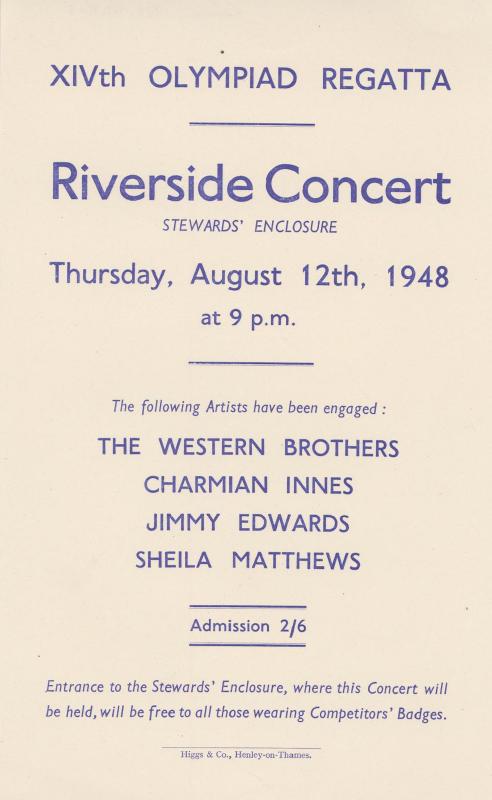 XIVth OLYMPIAD REGATTA
Riverside Concert
STEWARDS' ENCLOSURE
Thursday, August 12th, 1948
at 9 p.m.
The following Artists have been engaged :
THE WESTERN BROTHERS
CHARMIAN INNES
JIMMY EDWARDS
SHEILA MATTHEWS
Admission 2/6
Entrance to the Stewards' Enclosure, where this Concert will
be held, will be free to all those wearing Competitors' Badges.
Higgs & Co., Henley-on-Thames.